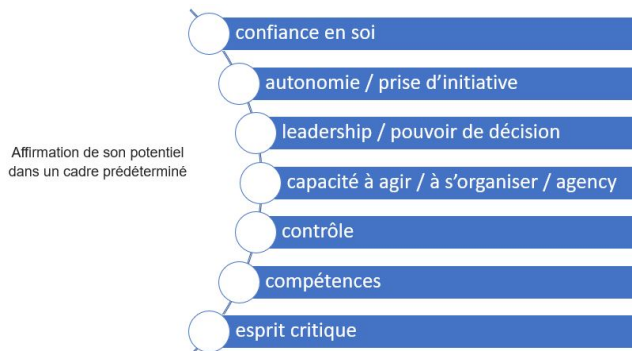 confiance en soi
autonomie / prise d'initiative
leadership / pouvoir de décision
Affirmation de son potentiel
dans un cadre prédéterminé
capacité à agir / à s'organiser / agency
contrôle
compétences
esprit critique